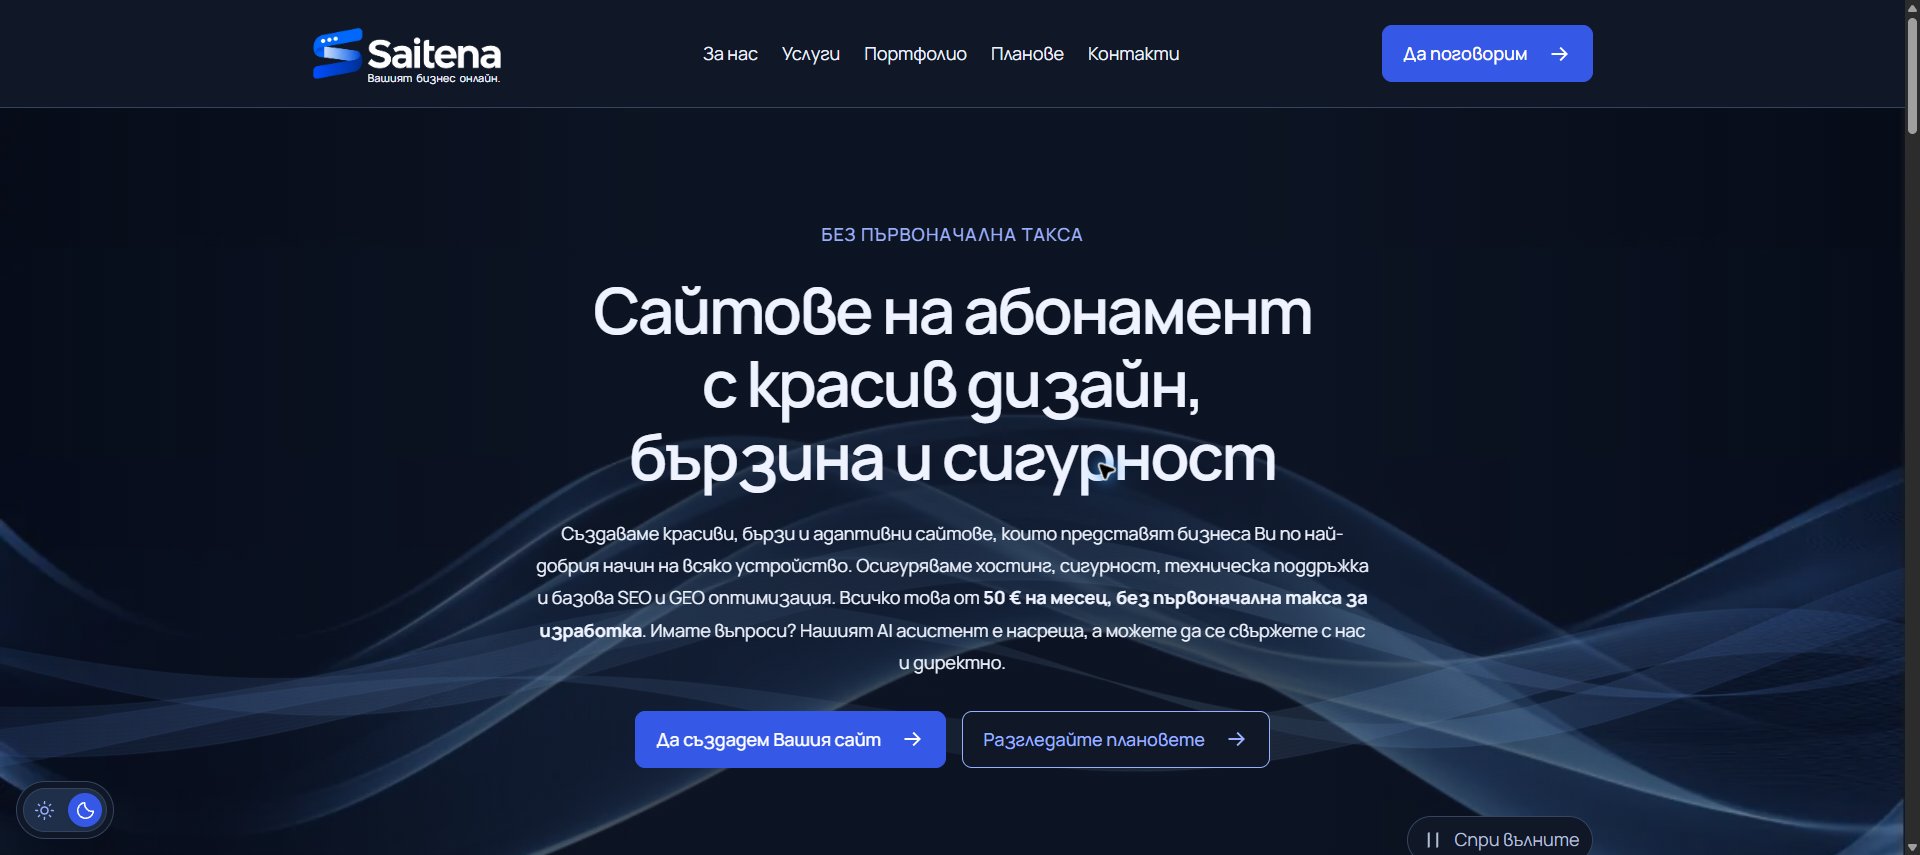 Saitena
Вашият бизнес онлайн.
За нас
Услуги
Портфолио
Планове
Контакти
Да поговорим
БЕЗ ПЪРВОНАЧАЛНА ТАКСА
Сайтове на абонамент
с красив дизайн,
бързина и сигурност
Създаваме красиви, бързи и адаптивни сайтове, които представят бизнеса Ви по най-
добрия начин на всяко устройство. Осигуряваме хостинг, сигурност, техническа поддръжка
и базова SEO и GEO оптимизация. Всичко това от 50 € на месец, без първоначална такса за
изработка. Имате въпроси? Нашият AI асистент е насреща, а можете да се свържете с нас
и директно.
Да създадем Вашия сайт
Разгледайте плановете
Спри вълните